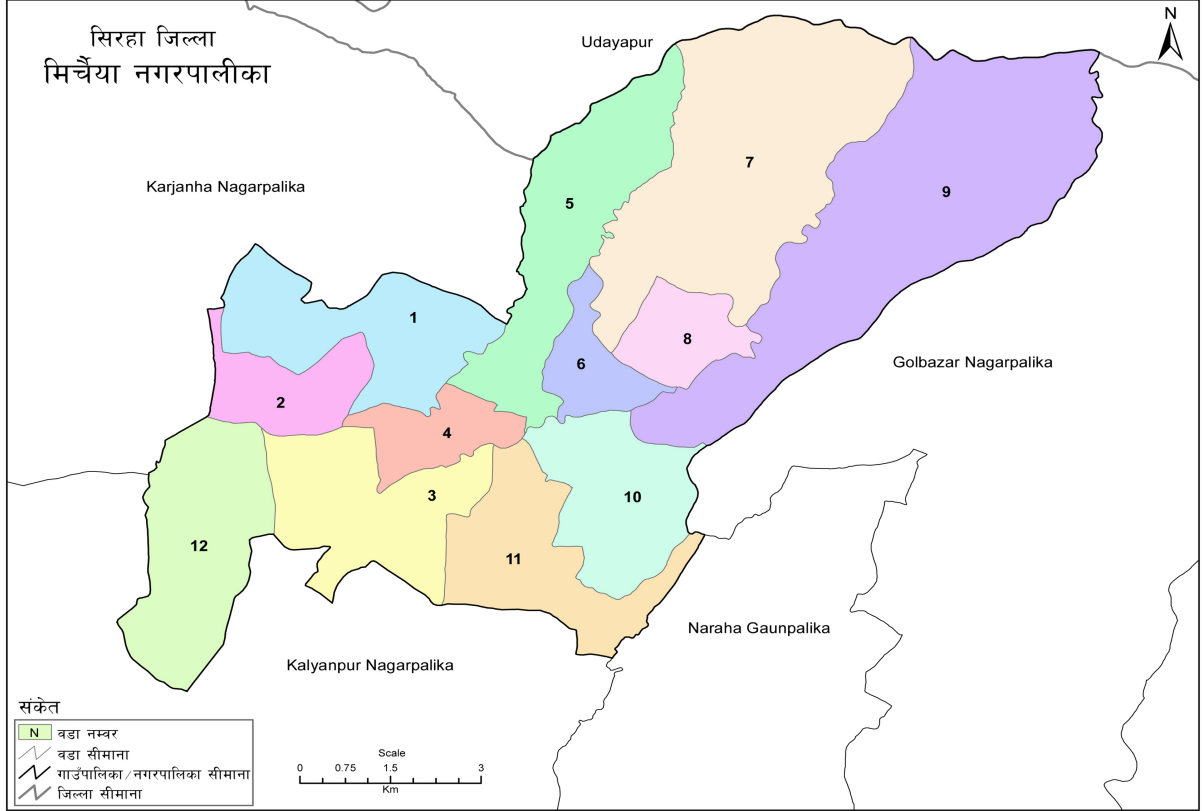 सिरहा जिल्ला
मिर्चैया नगरपालीका
N
Udayapur
Karjanha Nagarpalika
7
9
5
1
8
6
Golbazar Nagarpalika
2
4
3
10
12
11
Naraha Gaunpalika
Kalyanpur Nagarpalika
संकेत
N वडा नम्वर
वडा सीमाना
गाउँपालिका/नगरपालिका सीमाना
जिल्ला सीमाना
Scale
0 0.75 1.5 3
Km